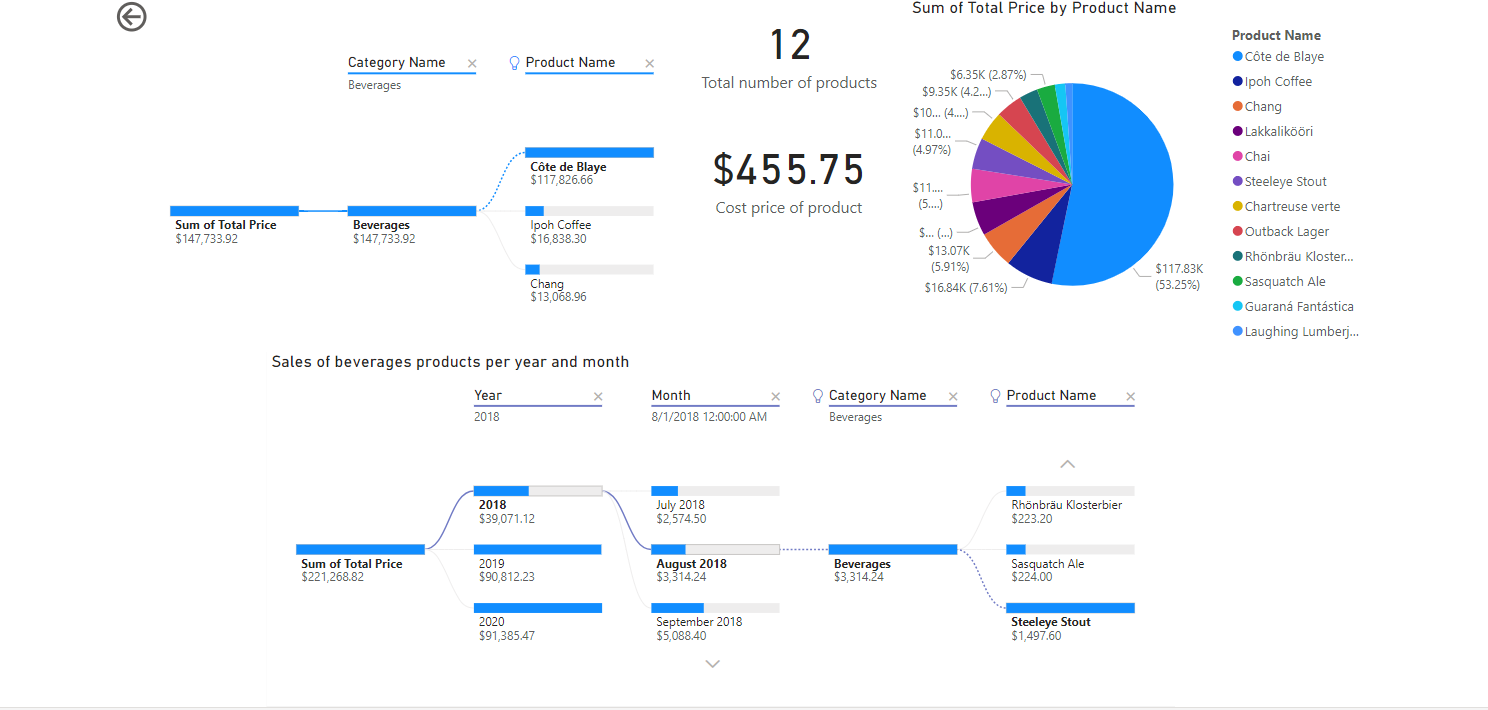 Category Name
Beverages
Product Name
Sum of Total Price
$147,733.92
Beverages
$147,733.92
Côte de Blaye
$117,826.66
Ipoh Coffee
$16,838.30
Chang
$13,068.96
12
Total number of products
$455.75
Cost price of product
Sum of Total Price by Product Name
$6.35K (2.87%)
$9.35K (4.2...)
$10... (4....)
$11.0...
(4.97%)
$11....
(5....)
$... (...)
$13.07K
(5.91%)
$16.84K (7.61%)
$117.83K
(53.25%)
Product Name
Côte de Blaye
Ipoh Coffee
Chang
Lakkalikööri
Chai
Steeleye Stout
Chartreuse verte
Outback Lager
Rhönbräu Kloster...
Sasquatch Ale
Guaraná Fantástica
Laughing Lumberj...
Sales of beverages products per year and month
Year
2018
Month
8/1/2018 12:00:00 AM
Category Name
Beverages
Product Name
Sum of Total Price
$221,268.82
2018
$39,071.12
2019
$90,812.23
2020
$91,385.47
July 2018
$2,574.50
August 2018
$3,314.24
September 2018
$5,088.40
Beverages
$3,314.24
Rhönbräu Klosterbier
$223.20
Sasquatch Ale
$224.00
Steeleye Stout
$1,497.60